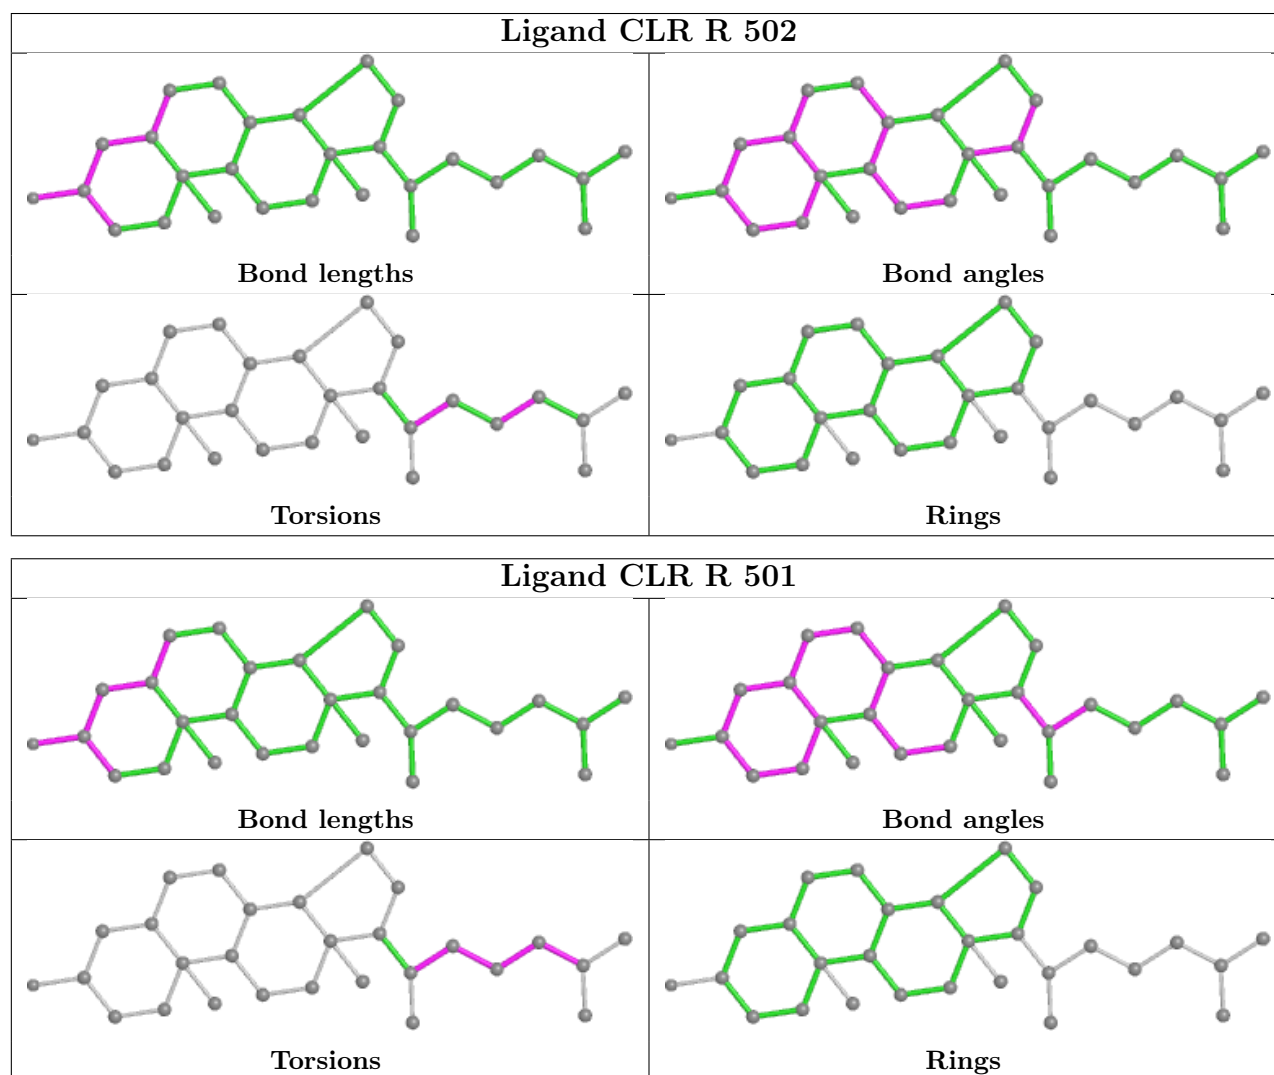 Ligand CLR R 502
Bond lengths
Bond angles
Torsions
Rings
Ligand CLR R 501
Bond lengths
Bond angles
Torsions
Rings